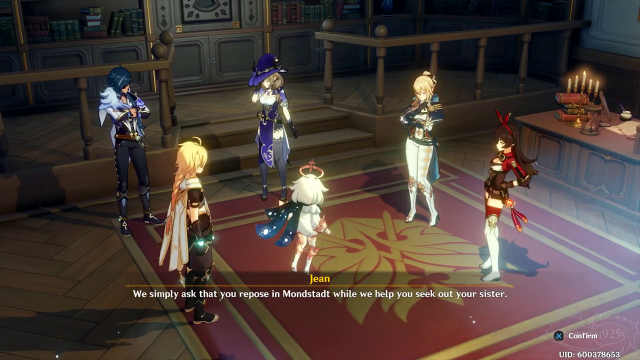 Jean
We simply ask that you repose in Mondstadt while we help you seek out your sister.
Confirm
UID: 600378653